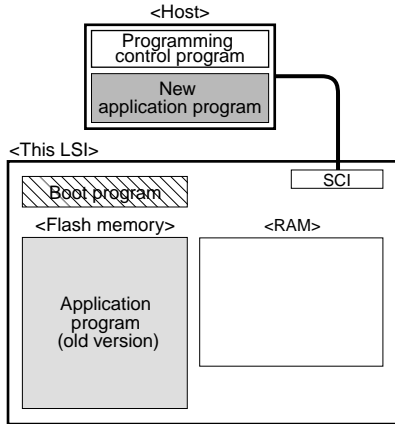 <Host>
Programming
control program
New
application program
<This LSI>
SCI
Boot program
<Flash memory>
<RAM>
Application
program
(old version)